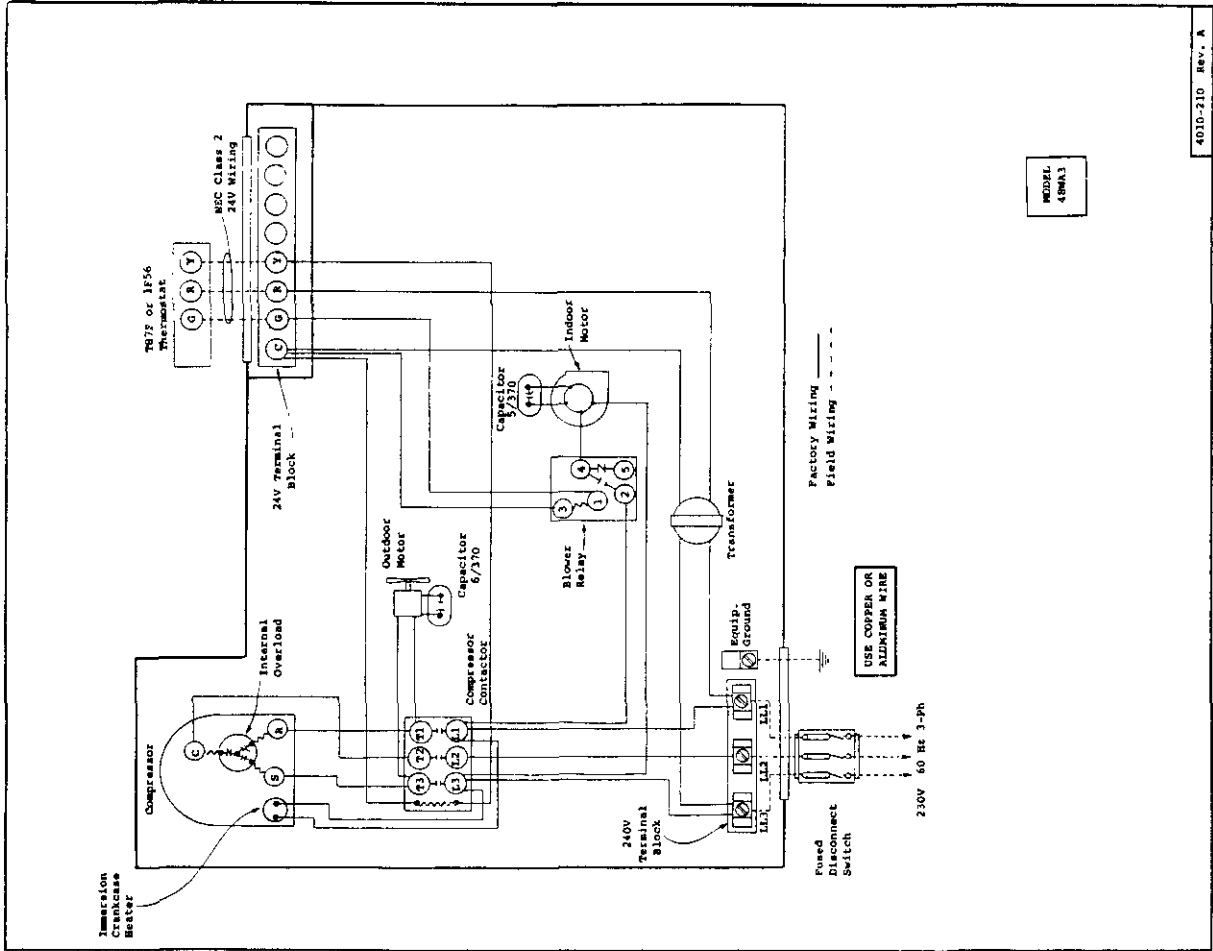 4010-210 Rev. A
MODEL
48WA3
T87F or 1F56
Thermostat
G
R
Y
NEC Class 2
24V Wiring
C
G
R
Y
24V Terminal
Block
Capacitor
5/370
Indoor
Motor
4
5
2
1
3
Blower
Relay
Factory Wiring
Field Wiring
Transformer
Outdoor
Motor
Capacitor
6/370
Internal
Overload
Compressor
C
R
S
Immersion
Crankcase
Heater
Compressor
Contactor
T1
T2
T3
L1
L2
L3
Equip.
Ground
USE COPPER OR
ALUMINUM WIRE
LL1
LL2
LL3
240V
Terminal
Block
Fused
Disconnect
Switch
230V 60 Hz 3-Ph